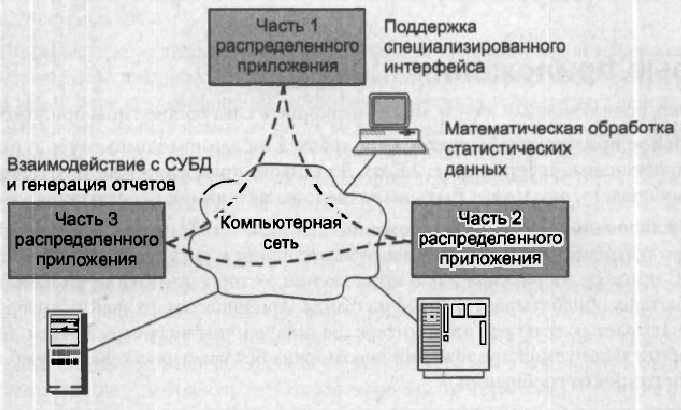 Часть 1
распределенного
приложения
Поддержка
специализированного
интерфейса
Математическая обработка
статистических
данных
Взаимодействие с СУБД
и генерация отчетов
Часть 3
распределенного
приложения
Компьютерная
сеть
Часть 2
распределенного
приложения